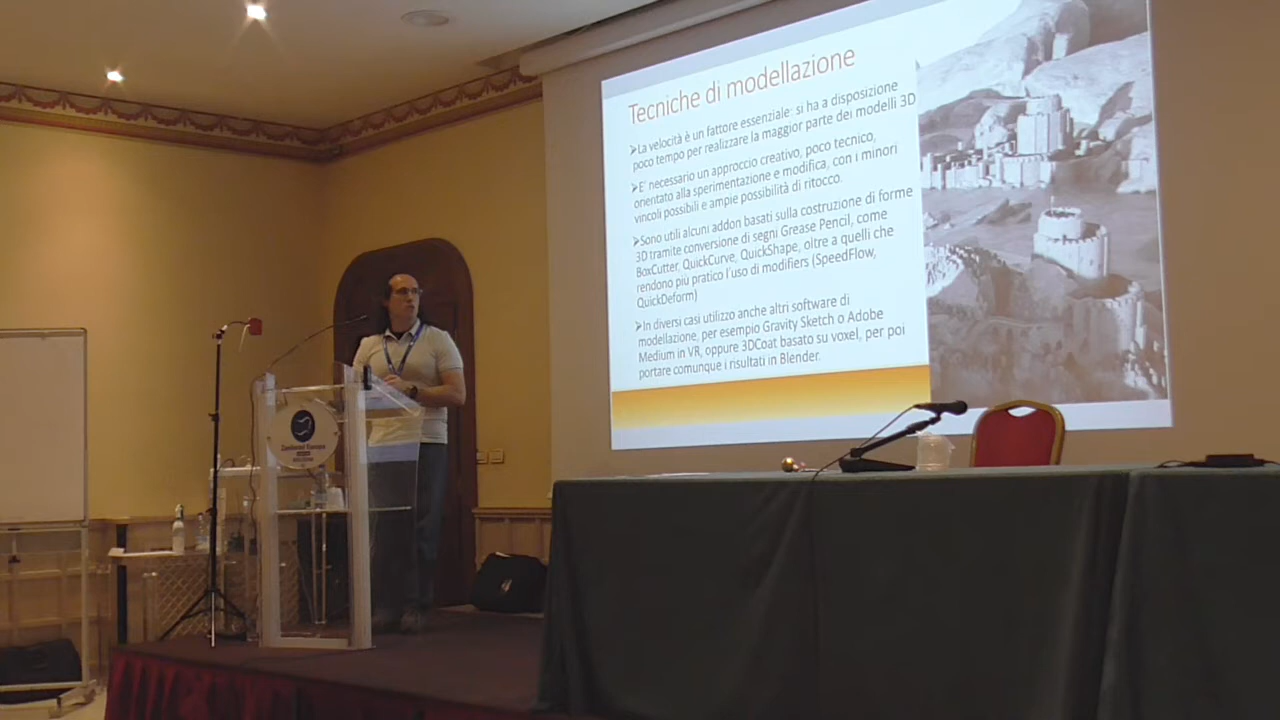 Tecniche di modellazione
➤La velocità è un fattore essenziale: si ha a disposizione
poco tempo per realizzare la maggior parte dei modelli 3D
➤E' necessario un approccio creativo, poco tecnico,
orientato alla sperimentazione e modifica, con i minori
vincoli possibili e ampie possibilità di ritocco.
➤Sono utili alcuni addon basati sulla costruzione di forme
3D tramite conversione di segni Grease Pencil, come
BoxCutter, QuickCurve, QuickShape, oltre a quelli che
rendono più pratico l'uso di modifiers (SpeedFlow,
QuickDeform)
➤In diversi casi utilizzo anche altri software di
modellazione, per esempio Gravity Sketch o Adobe
Medium in VR, oppure 3DCoat basato su voxel, per poi
portare comunque i risultati in Blender.